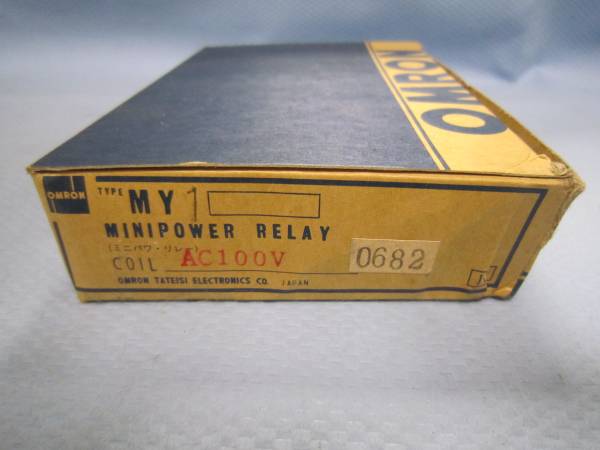 OMRON
OMRON
TYPE MY1
MINIPOWER RELAY
(ミニパワ・リレー)
COIL AC100V 0682
OMRON TATEISI ELECTRONICS CO. JAPAN